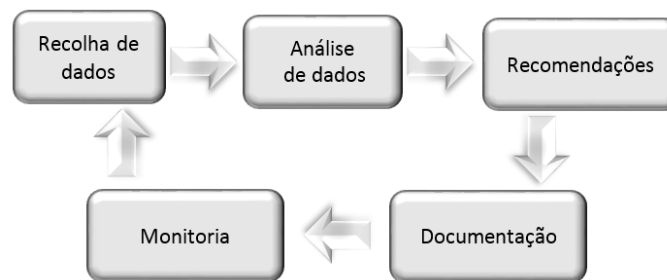 Recolha de
dados
Análise
de dados
Recomendações
Documentação
Monitoria